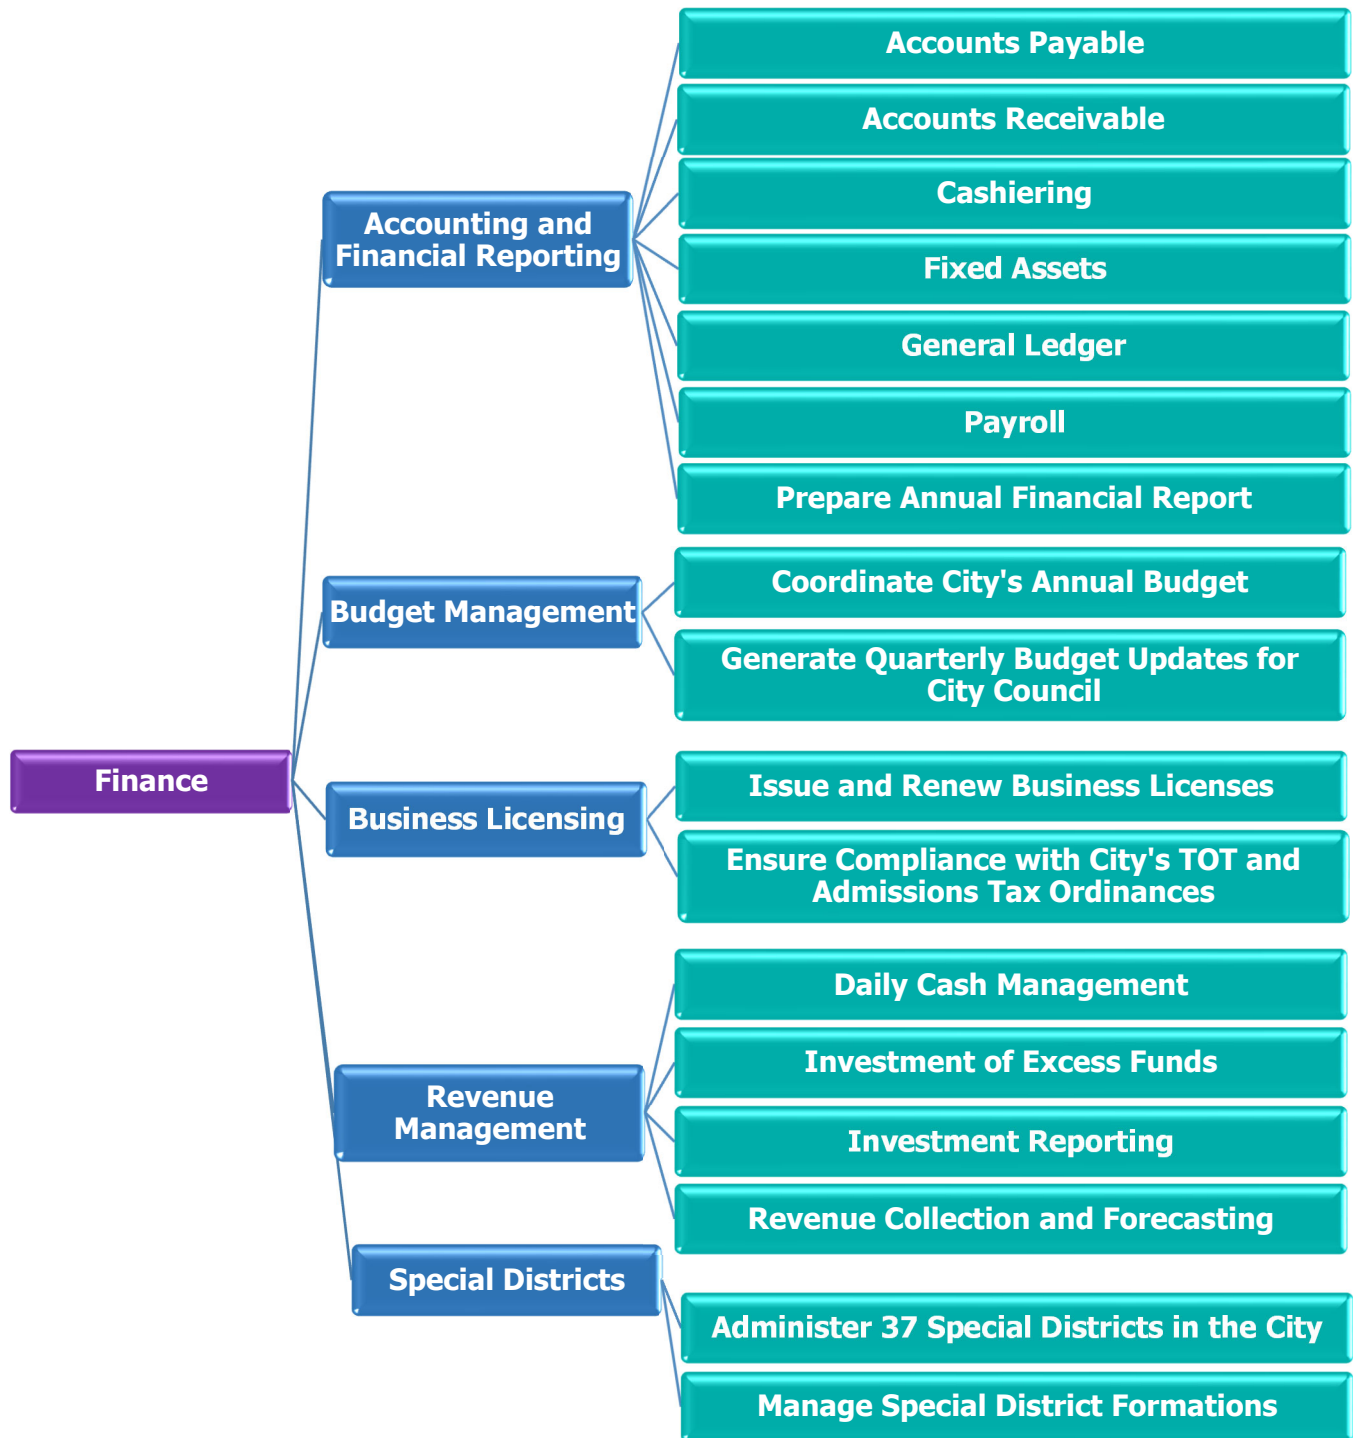 Accounts Payable
Accounts Receivable
Cashiering
Accounting and
Financial Reporting
Fixed Assets
General Ledger
Payroll
Prepare Annual Financial Report
Budget Management
Coordinate City's Annual Budget
Generate Quarterly Budget Updates for
City Council
Finance
Business Licensing
Issue and Renew Business Licenses
Ensure Compliance with City's TOT and
Admissions Tax Ordinances
Revenue
Management
Daily Cash Management
Investment of Excess Funds
Investment Reporting
Revenue Collection and Forecasting
Special Districts
Administer 37 Special Districts in the City
Manage Special District Formations